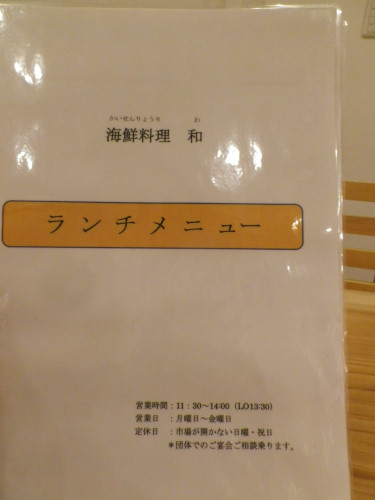 かいせんりょうり お
海鮮料理 和
ランチメニュー
営業時間：11：30～14:00（LO13:30）
営業日 ：月曜日～金曜日
定休日 ：市場が開かない日曜・祝日
＊団体でのご宴会ご相談乗ります。